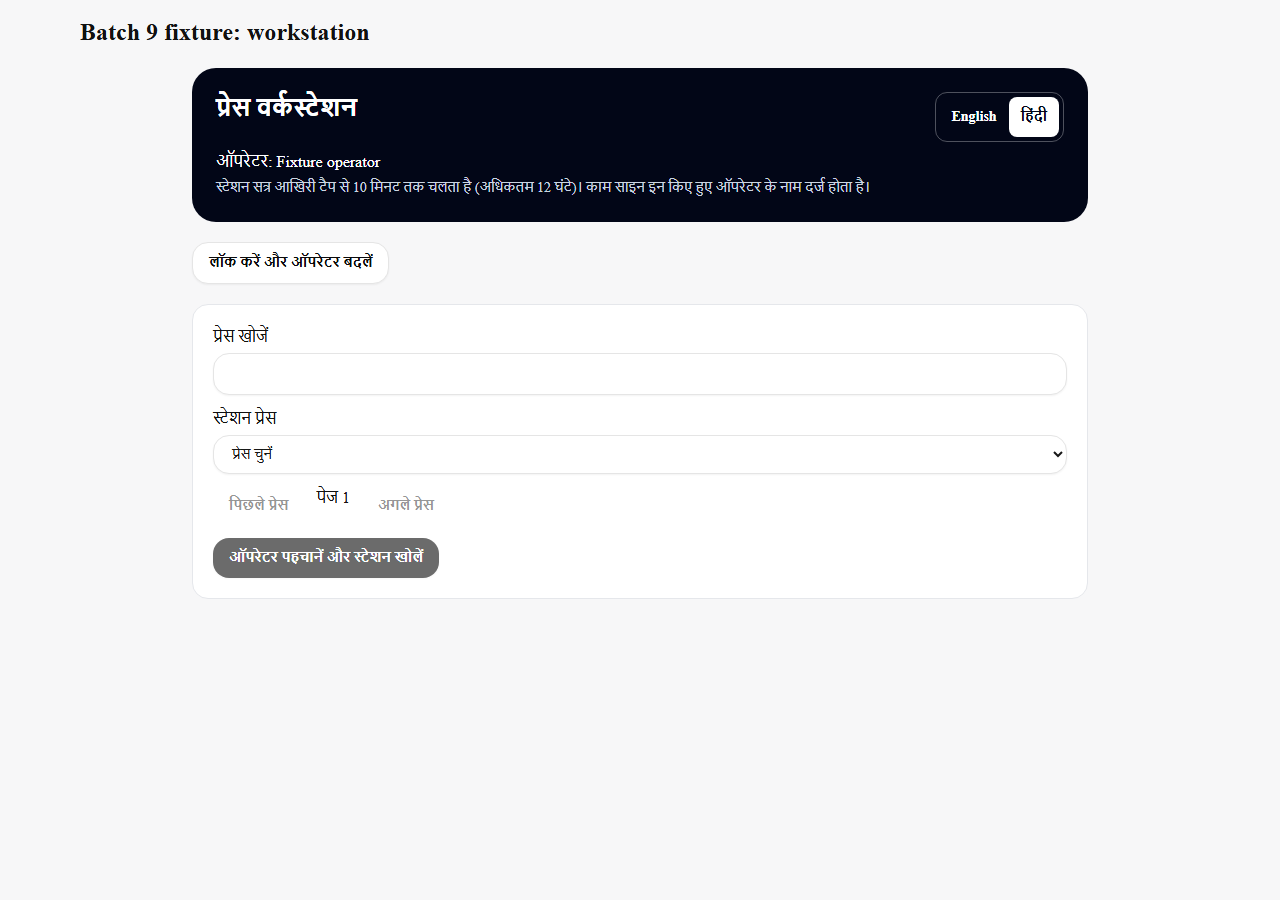 Batch 9 fixture: workstation
प्रेस वर्कस्टेशन
English
हिंदी
ऑपरेटर: Fixture operator
स्टेशन सत्र आखिरी टैप से 10 मिनट तक चलता है (अधिकतम 12 घंटे)। काम साइन इन किए हुए ऑपरेटर के नाम दर्ज होता है।
लॉक करें और ऑपरेटर बदलें
प्रेस खोजें
स्टेशन प्रेस
प्रेस चुनें
पिछले प्रेस
पेज 1
अगले प्रेस
ऑपरेटर पहचानें और स्टेशन खोलें